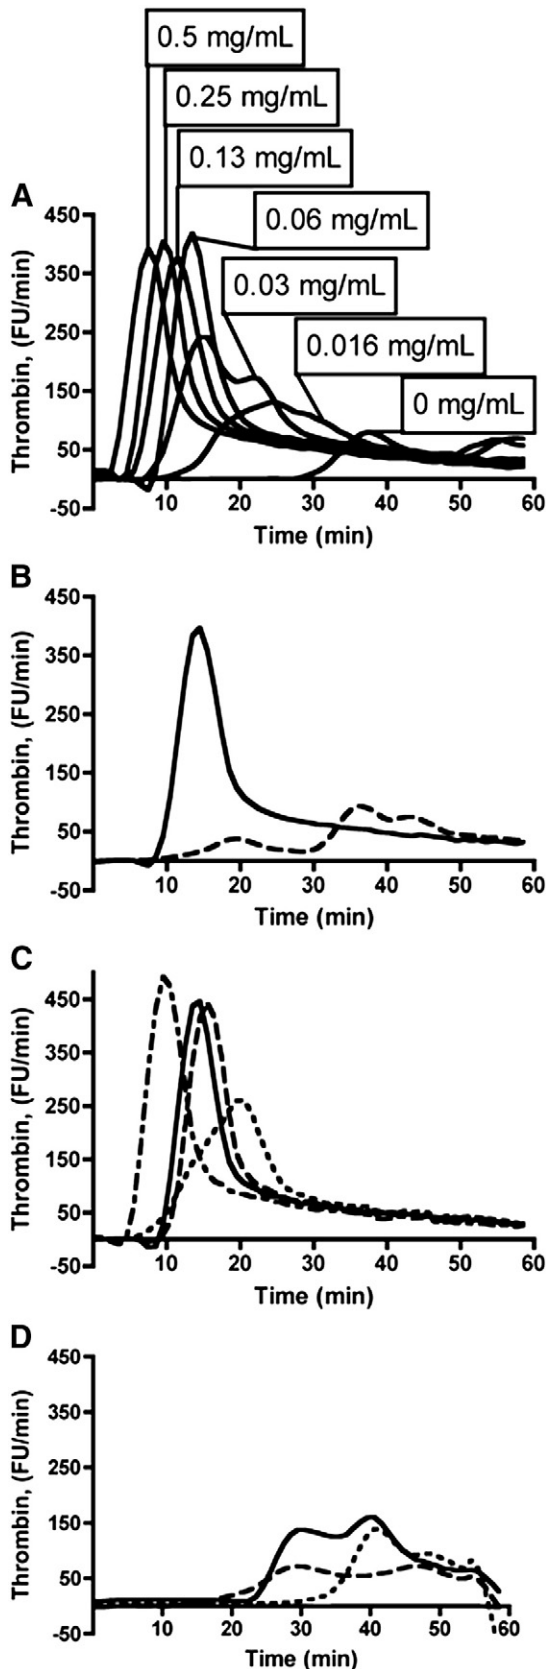 0.5 mg/mL
0.25 mg/mL
0.13 mg/mL
A
0.06 mg/mL
0.03 mg/mL
0.016 mg/mL
0 mg/mL
Thrombin, (FU/min)
450
350
250
150
50
-50
10 20 30 40 50 60
Time (min)
B
Thrombin, (FU/min)
450
350
250
150
50
-50
10 20 30 40 50 60
Time (min)
C
Thrombin, (FU/min)
450
350
250
150
50
-50
10 20 30 40 50 60
Time (min)
D
Thrombin, (FU/min)
450
350
250
150
50
-50
10 20 30 40 50 60
Time (min)